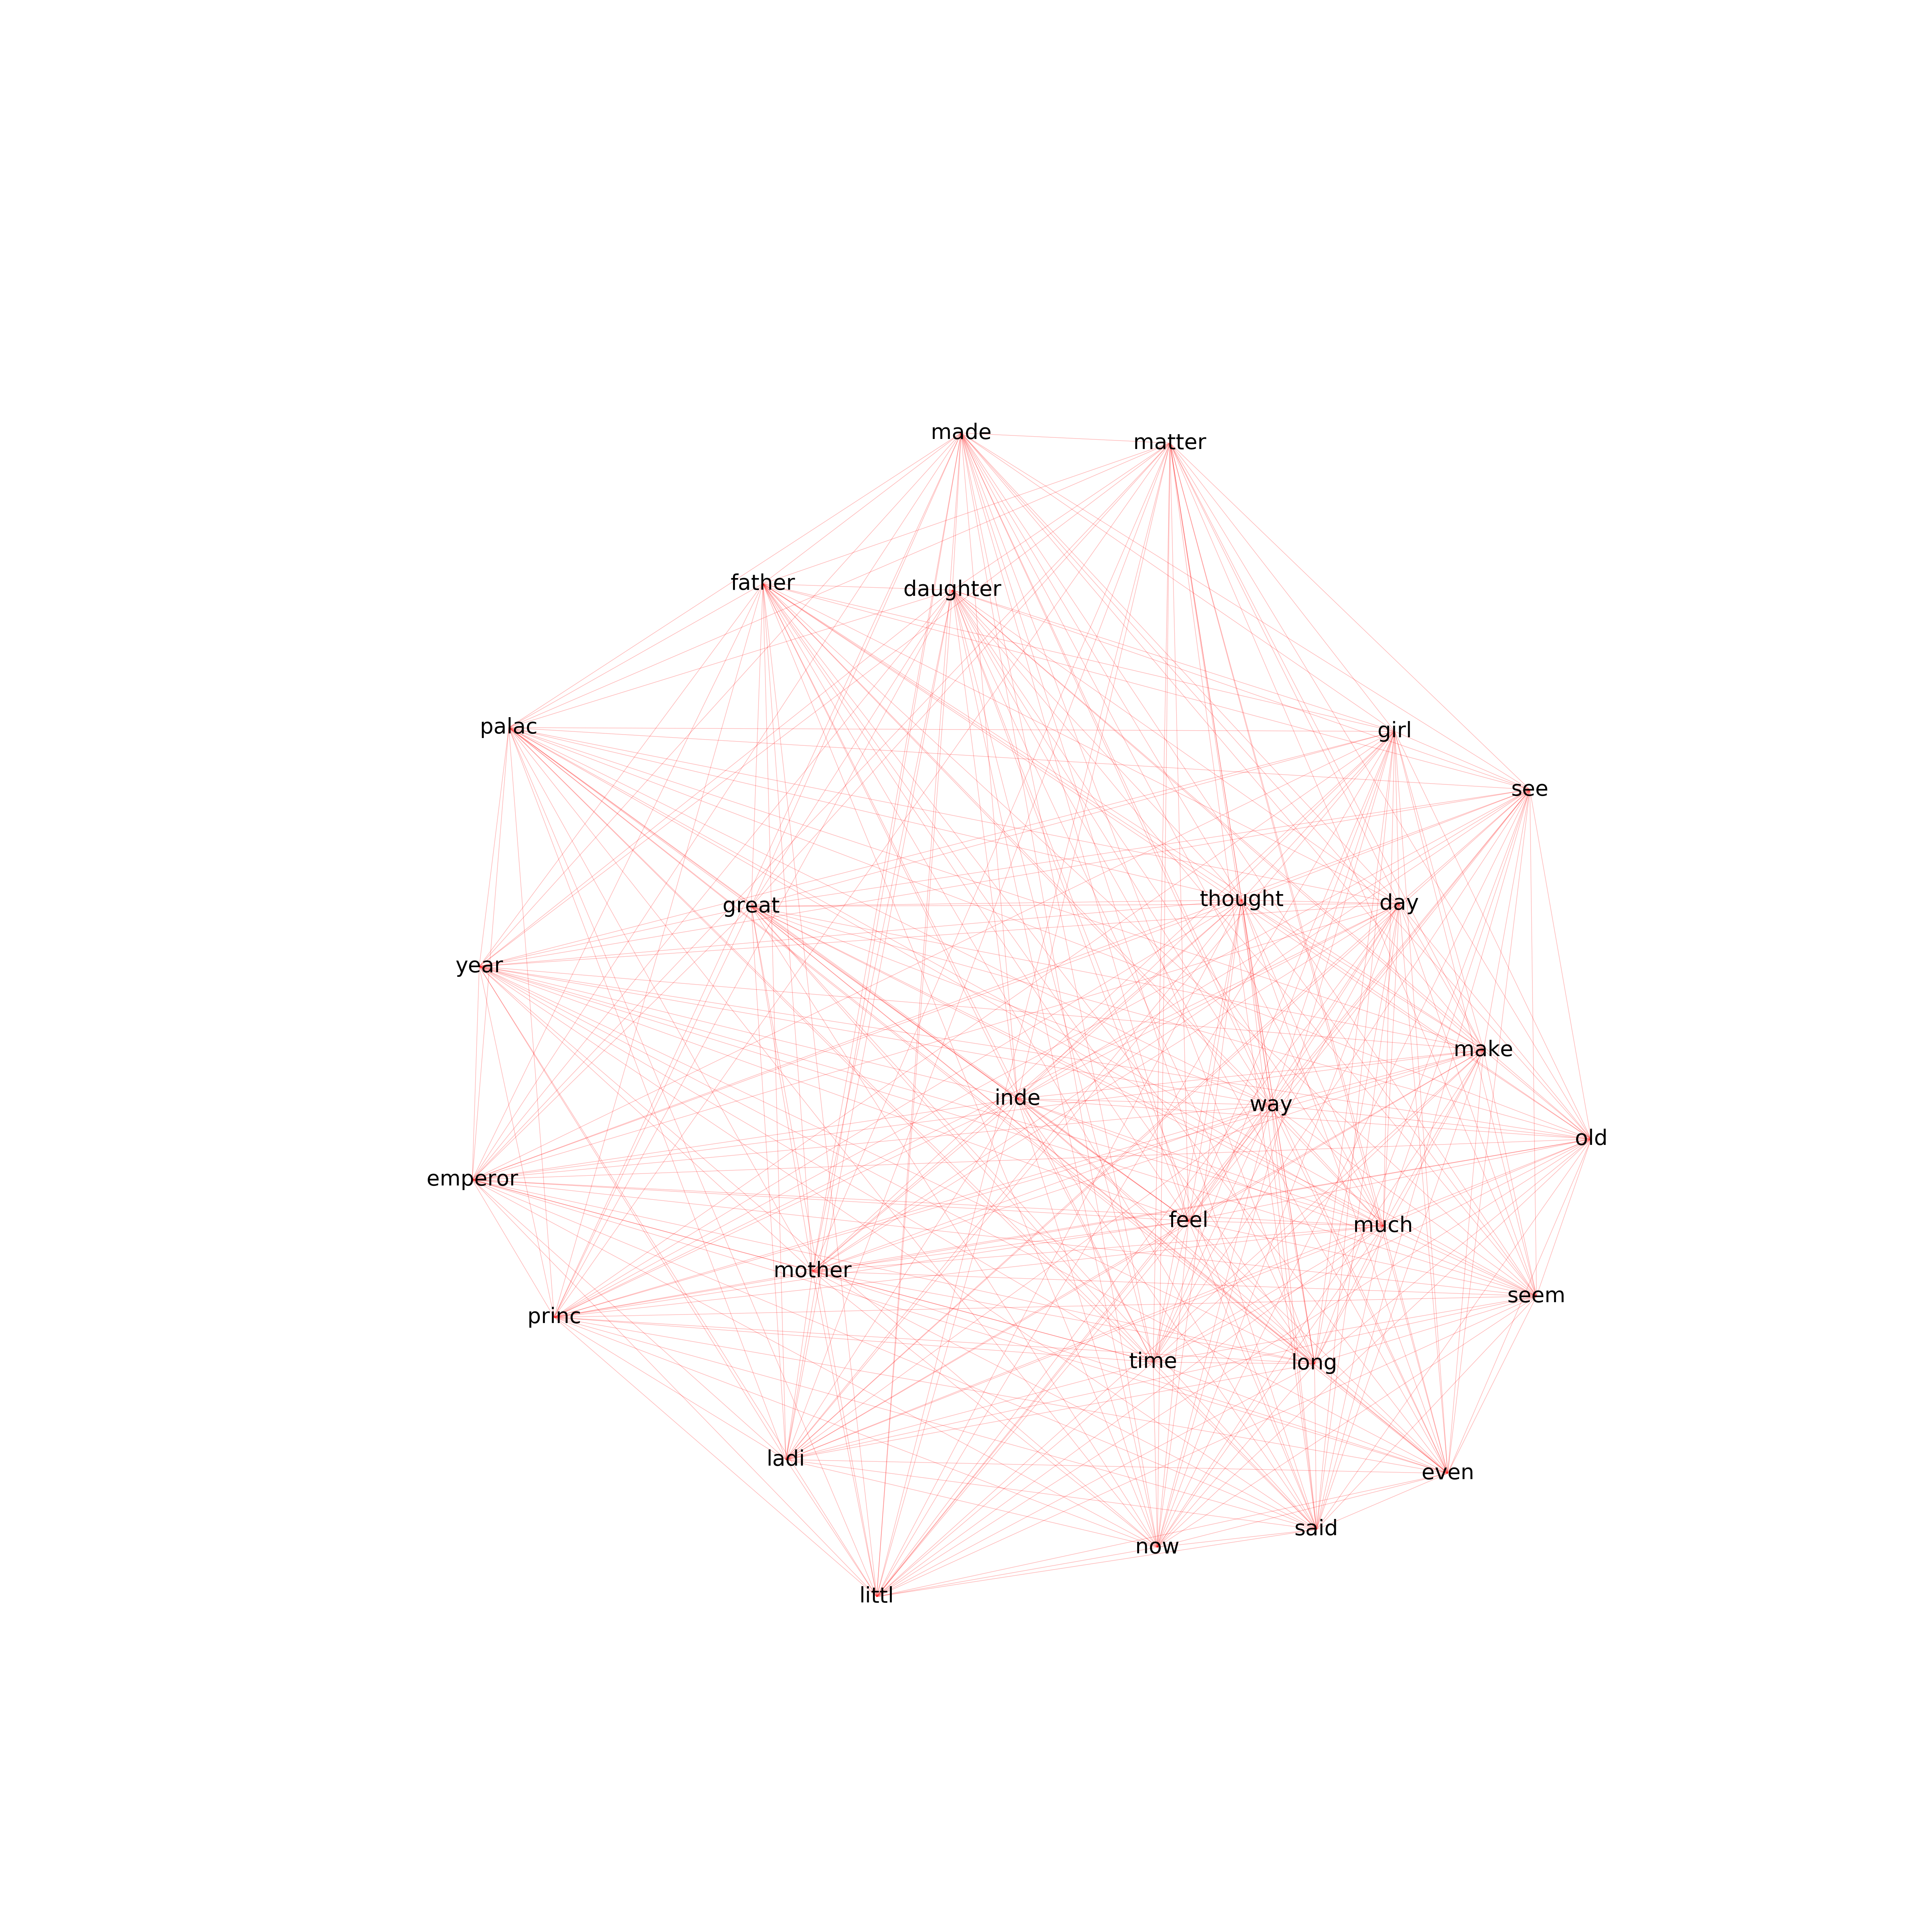 made
matter
father
daughter
palac
girl
see
great
thought
day
year
make
inde
way
old
emperor
feel
much
mother
princ
seem
time
long
ladi
even
said
now
littl